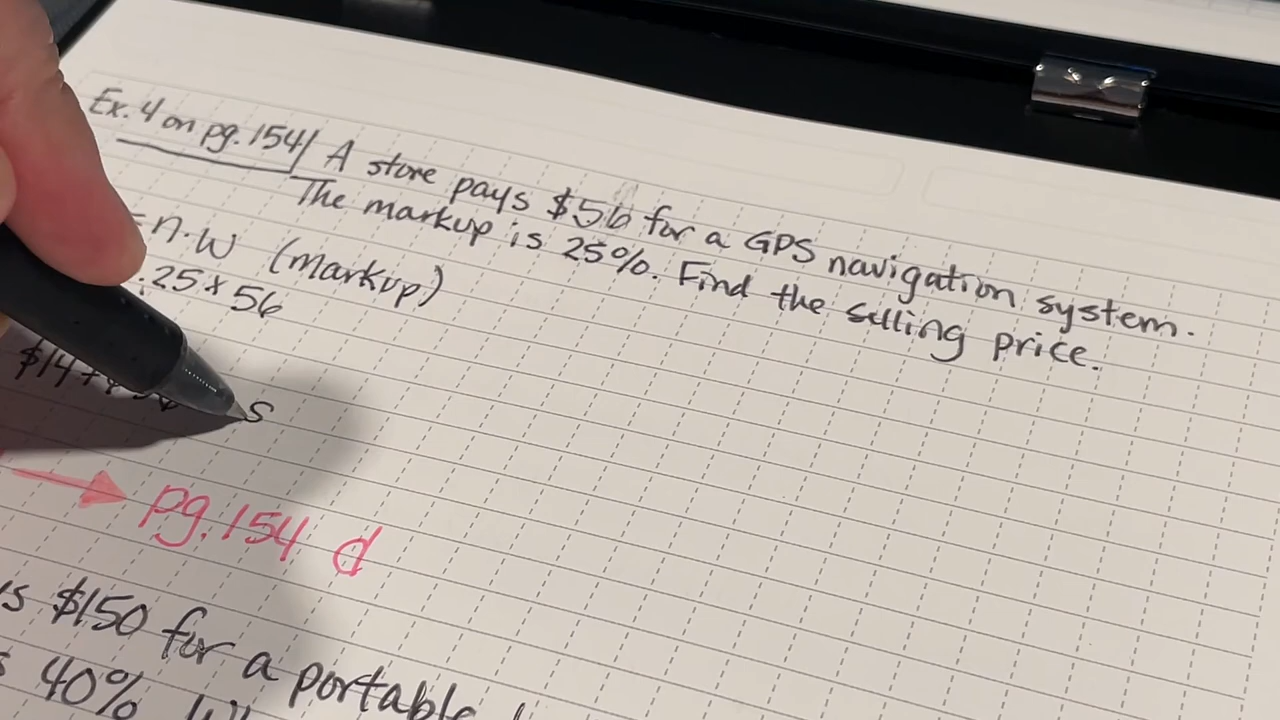 Ex. 4 on pg. 154/ A store pays $56 for a GPS navigation system.
The markup is 25%. Find the selling price.
=n.W (markup)
.25 x 56
$14+$
S
pg.154 d
$150 for a portable
40%